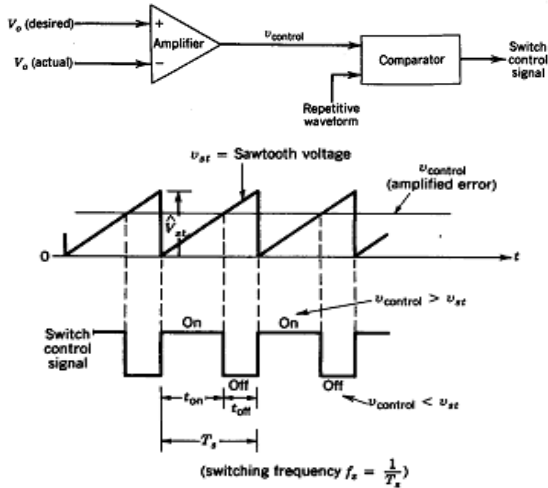 V_o (desired)
+
Amplifier
V_o (actual)
−
v_control
Comparator
Switch
control
signal
Repetitive
waveform
v_st = Sawtooth voltage
v_control
(amplified error)
V̂_st
0
t
v_control > v_st
Switch
control
signal
On
On
Off
Off
t_on
t_off
v_control < v_st
T_s
(switching frequency f_s = 1/T_s)